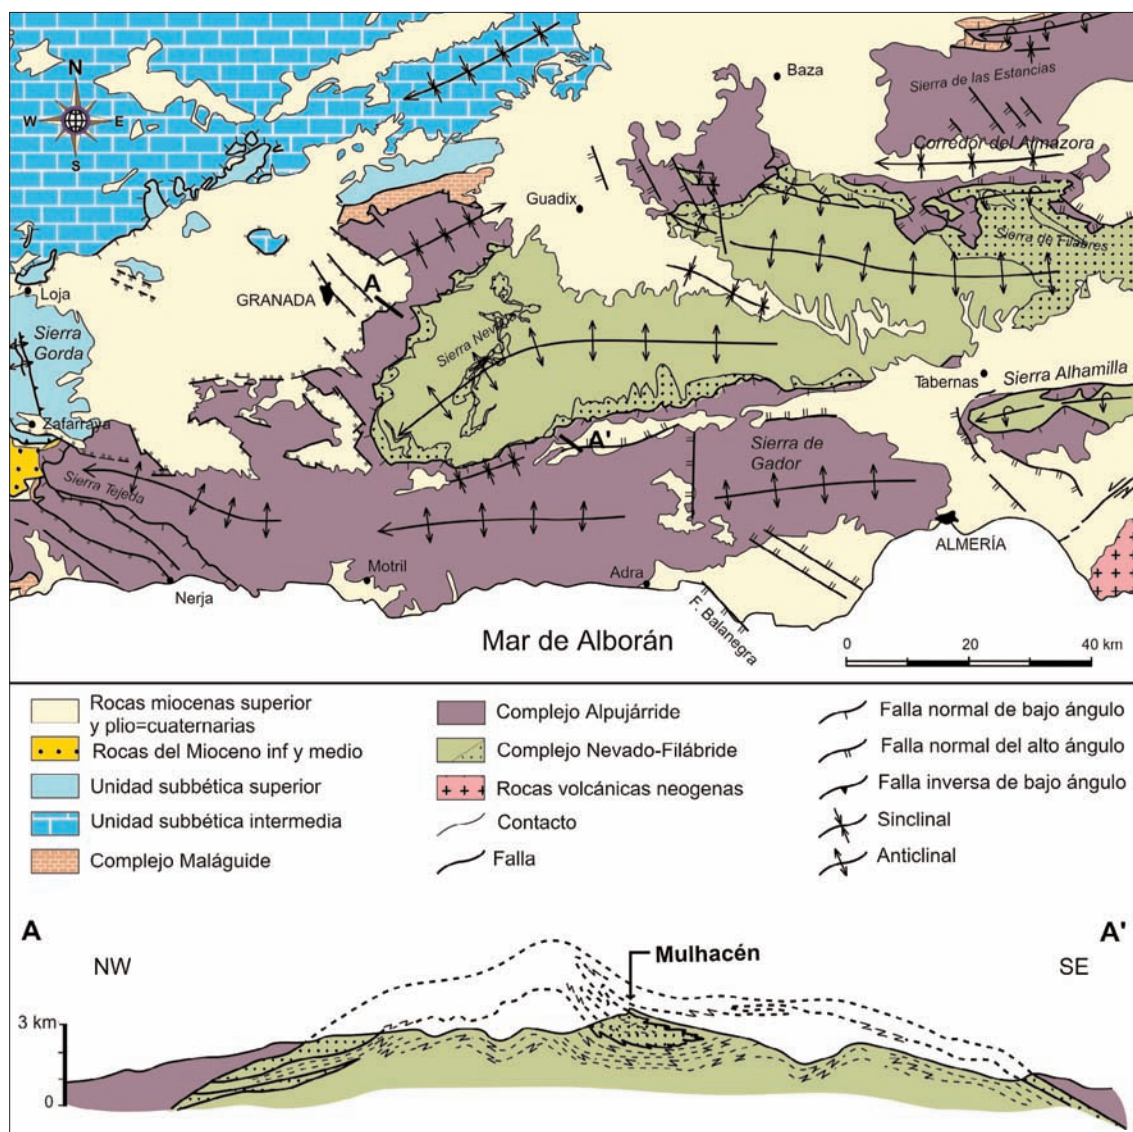 N
W
E
S
Baza
Sierra de las Estancias
Corredor del Almazora
Guadix
Sierra de Filabres
A
GRANADA
Loja
Sierra
Gorda
Sierra Nevada
Tabernas
Sierra Alhamilla
Zafarraya
A'
Sierra de
Gador
Sierra Tejeda
ALMERÍA
Motril
Adra
Nerja
F. Balanegra
Mar de Alborán
0 20 40 km
Rocas miocenas superior
y plio=cuaternarias
Rocas del Mioceno inf y medio
Unidad subbética superior
Unidad subbética intermedia
Complejo Maláguide
Complejo Alpujárride
Complejo Nevado-Filábride
Rocas volcánicas neogenas
Contacto
Falla
Falla normal de bajo ángulo
Falla normal del alto ángulo
Falla inversa de bajo ángulo
Sinclinal
Anticlinal
A
A'
NW
Mulhacén
SE
3 km
0